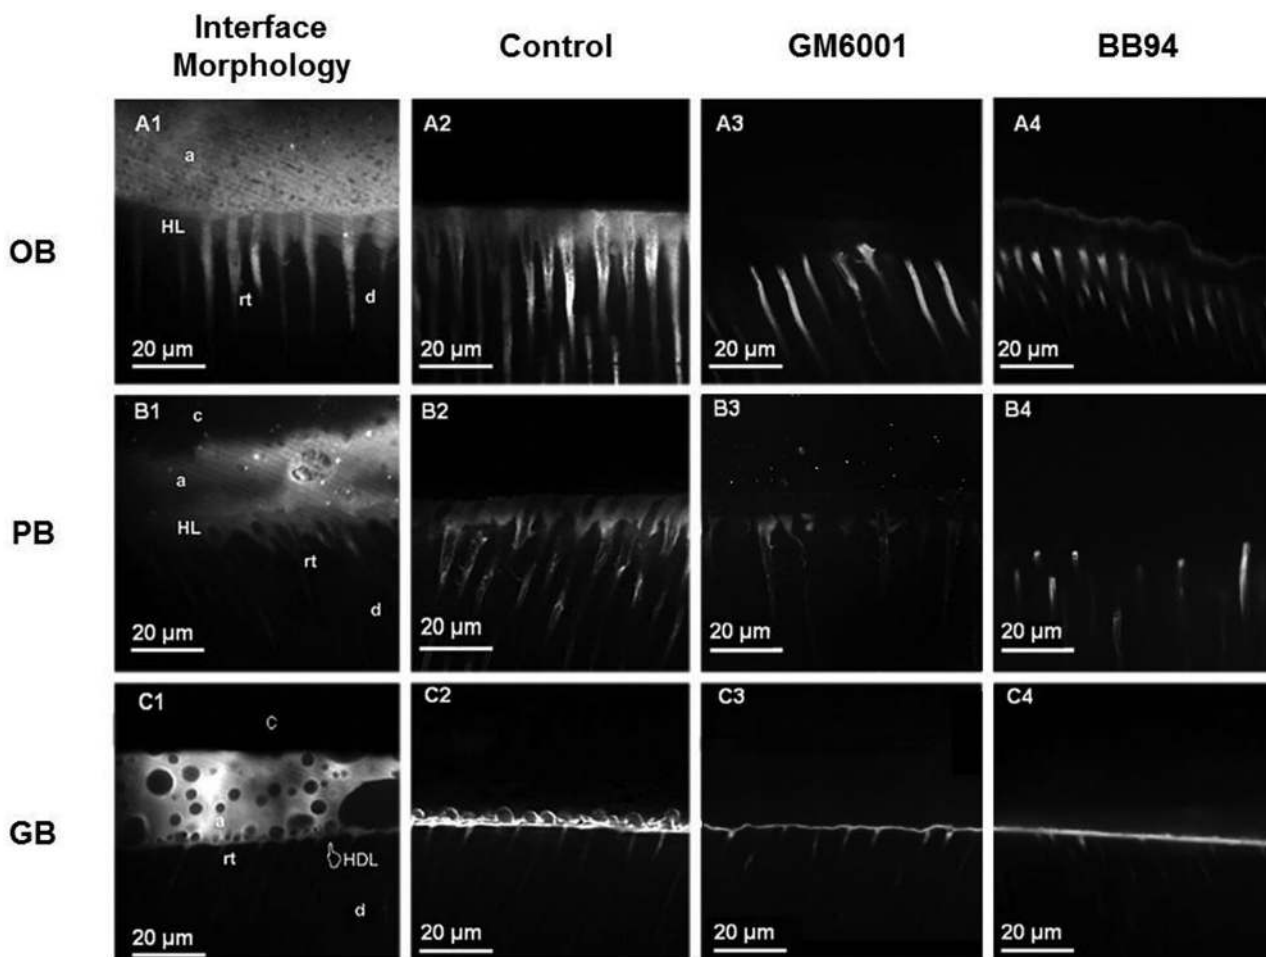 Interface
Morphology
Control
GM6001
BB94
OB
A1
a
HL
rt
d
20 µm
A2
20 µm
A3
20 µm
A4
20 µm
PB
B1
c
a
HL
rt
d
20 µm
B2
20 µm
B3
20 µm
B4
20 µm
GB
C1
C
a
rt
HDL
d
20 µm
C2
20 µm
C3
20 µm
C4
20 µm